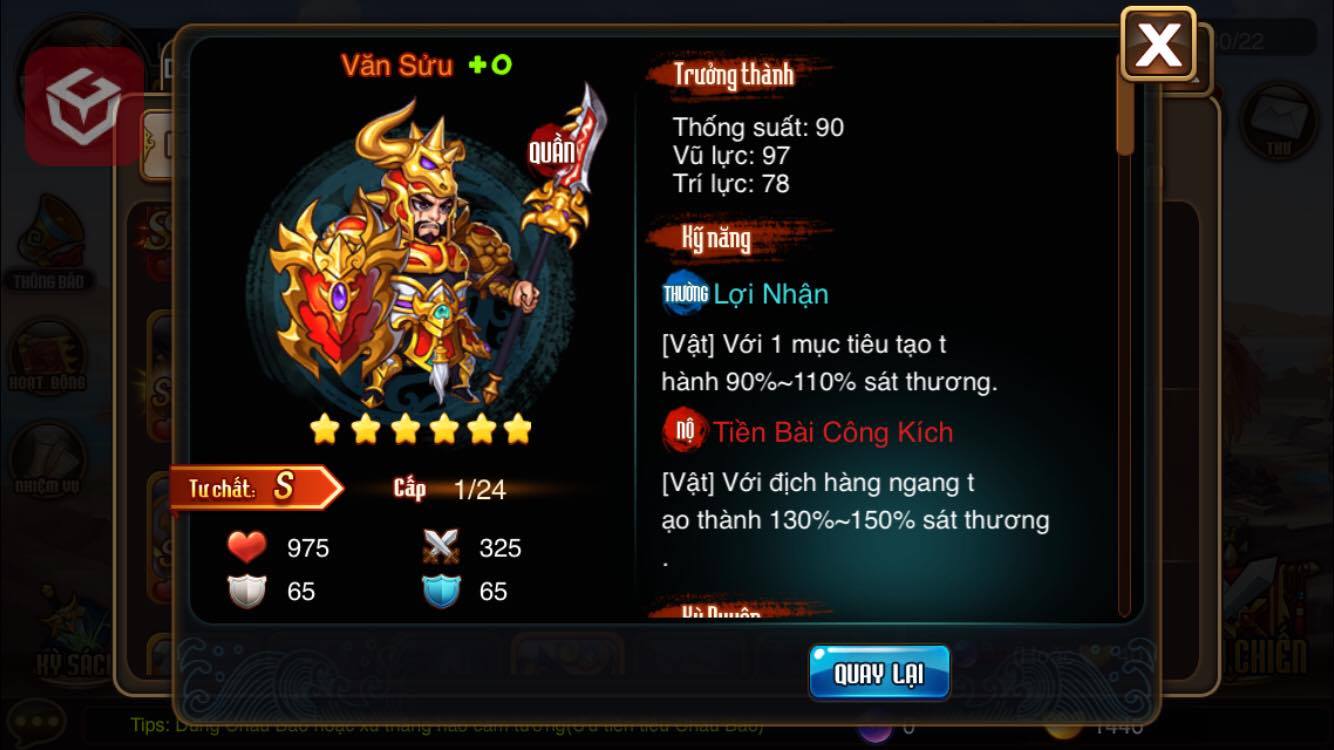 Văn Sửu +0
QUẦN
Trưởng thành
Thống suất: 90
Vũ lực: 97
Trí lực: 78
Kỹ năng
THƯỜNG Lợi Nhận
[Vật] Với 1 mục tiêu tạo t
hành 90%~110% sát thương.
NỘ Tiền Bài Công Kích
[Vật] Với địch hàng ngang t
ạo thành 130%~150% sát thương
.
Tư chất: S
Cấp 1/24
975
325
65
65
QUAY LẠI
THÔNG BÁO
HOẠT ĐỘNG
NHIỆM VỤ
THƯ
CHIẾN
0/22
Tips:
0
1440